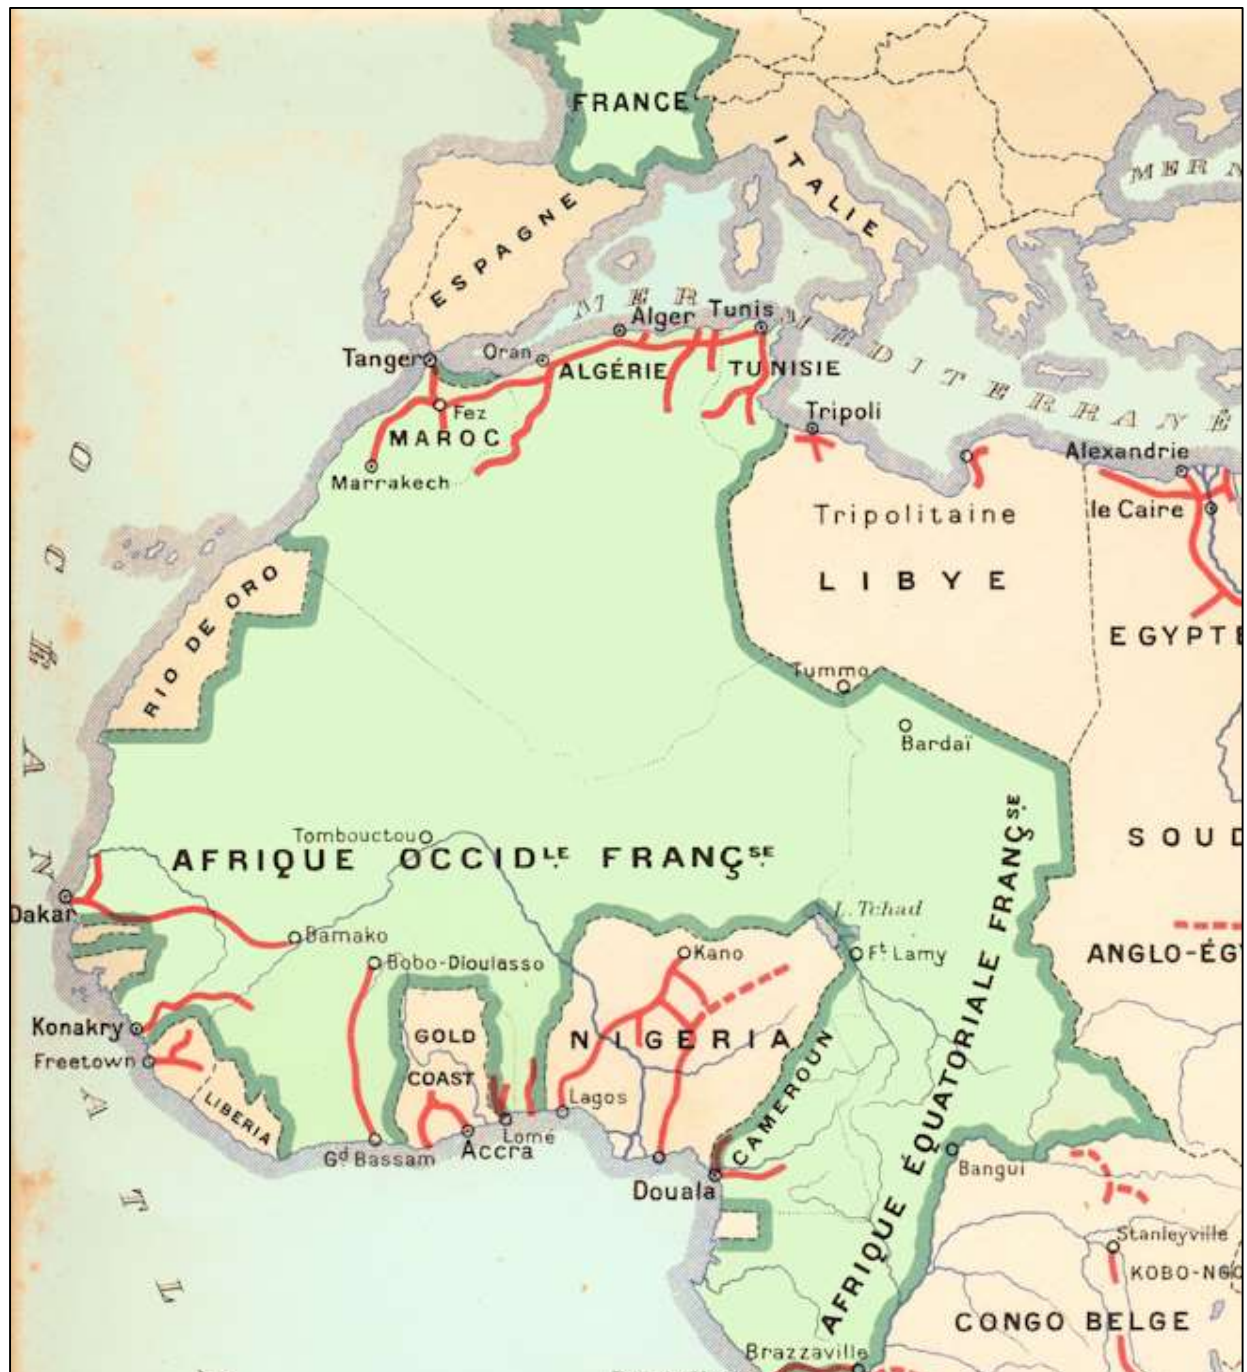 FRANCE
ITALIE
MER N
ESPAGNE
MER
MÉDITERRANÉ
Alger
Tunis
Tanger
Oran
ALGÉRIE
TUNISIE
Fez
Tripoli
MAROC
Alexandrie
Marrakech
le Caire
Tripolitaine
LIBYE
RIO DE ORO
EGYPTE
OCÉAN
ATL
Tummo
Bardaï
Tombouctou
AFRIQUE OCCIDLE FRANÇSE
SOUD
Dakar
L. Tchad
Bamako
Bobo-Dioulasso
Kano
Ft Lamy
ANGLO-ÉG
Konakry
GOLD
COAST
NIGERIA
Freetown
CAMEROUN
AFRIQUE ÉQUATORIALE FRANÇSE
LIBERIA
Lagos
Lomé
Gd Bassam
Accra
Bangui
Douala
Stanleyville
KOBO-NGO
CONGO BELGE
Brazzaville